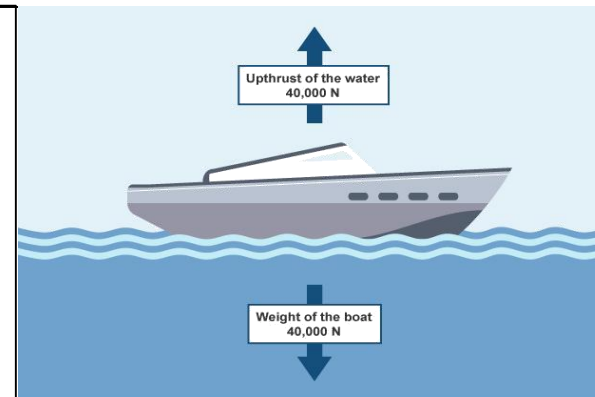 Upthrust of the water
40,000 N
Weight of the boat
40,000 N